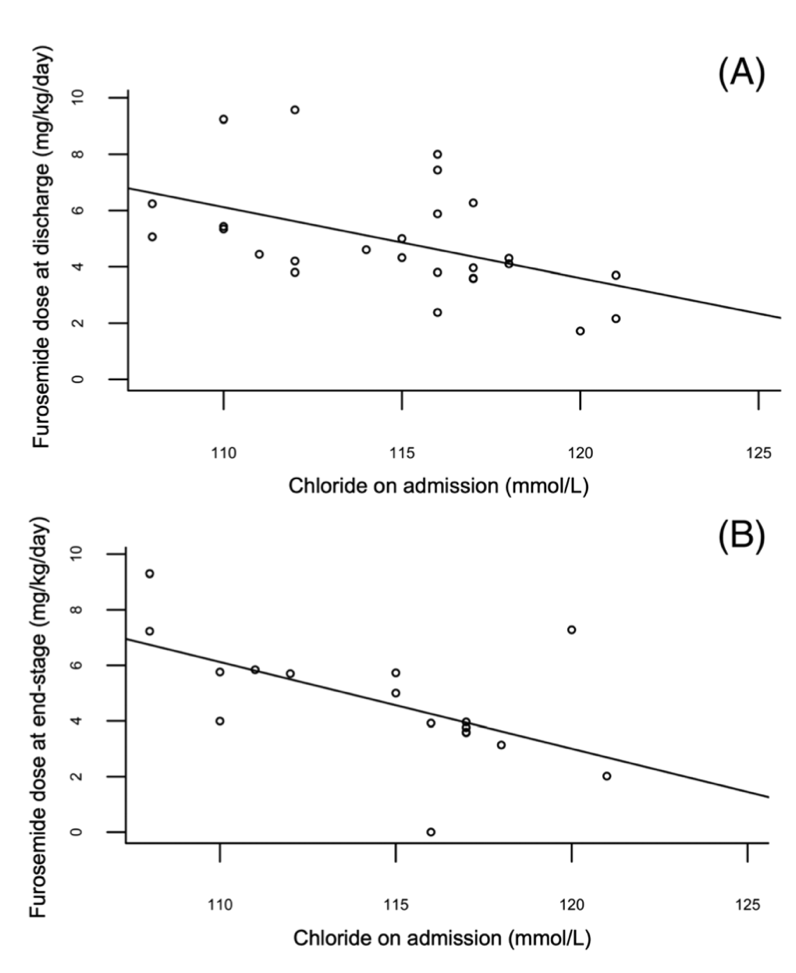 (A)
Furosemide dose at discharge (mg/kg/day)
10
8
6
4
2
0
110 115 120 125
Chloride on admission (mmol/L)
(B)
Furosemide dose at end-stage (mg/kg/day)
10
8
6
4
2
0
110 115 120 125
Chloride on admission (mmol/L)